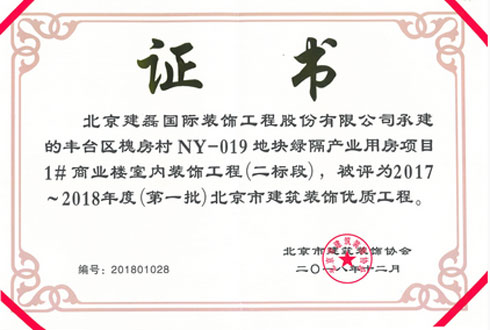 证 书
北京建磊国际装饰工程股份有限公司承建
的丰台区槐房村NY-019地块绿隔产业用房项目
1#商业楼室内装饰工程(二标段),被评为2017
~2018年度(第一批)北京市建筑装饰优质工程。
北京市建筑装饰协会
编号:201801028
二〇一八年十二月